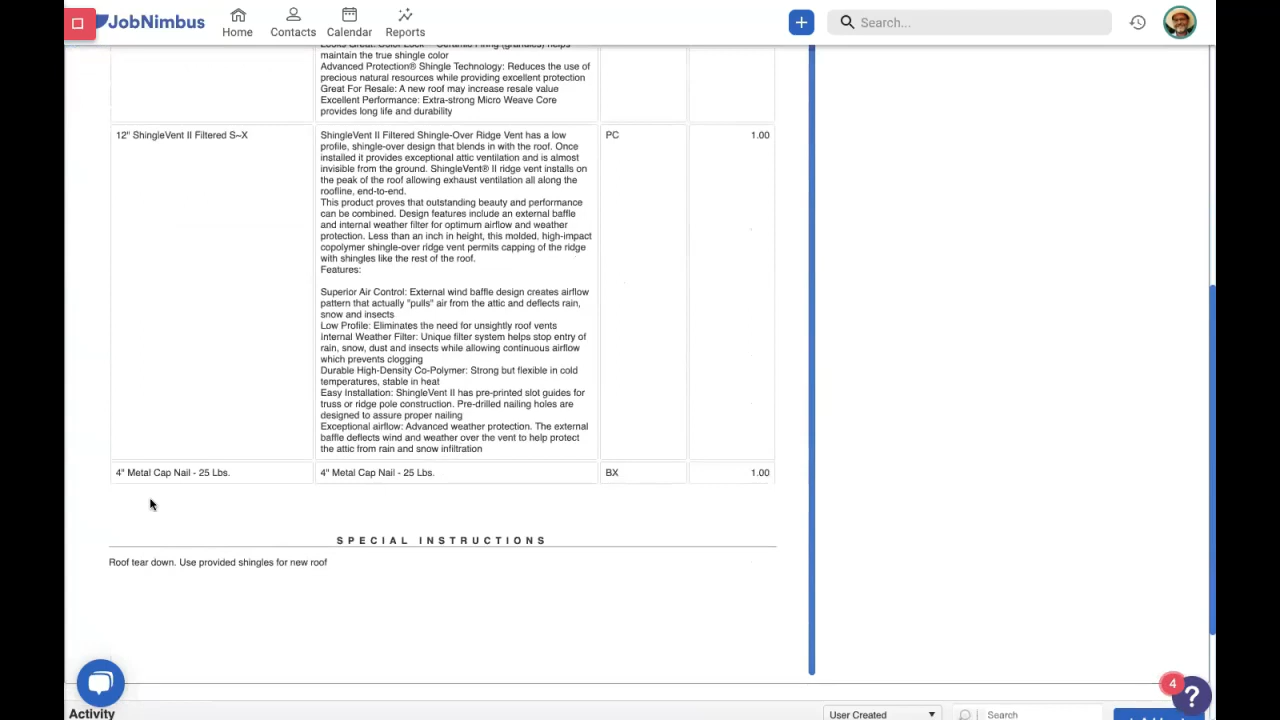 JobNimbus
Home
Contacts
Calendar
Reports
Search...
maintain the true shingle color
Advanced Protection® Shingle Technology: Reduces the use of
precious natural resources while providing excellent protection
Great For Resale: A new roof may increase resale value
Excellent Performance: Extra-strong Micro Weave Core
provides long life and durability
12" ShingleVent II Filtered S~X
ShingleVent II Filtered Shingle-Over Ridge Vent has a low
profile, shingle-over design that blends in with the roof. Once
installed it provides exceptional attic ventilation and is almost
invisible from the ground. ShingleVent® II ridge vent installs on
the peak of the roof allowing exhaust ventilation all along the
roofline, end-to-end.
This product proves that outstanding beauty and performance
can be combined. Design features include an external baffle
and internal weather filter for optimum airflow and weather
protection. Less than an inch in height, this molded, high-impact
copolymer shingle-over ridge vent permits capping of the ridge
with shingles like the rest of the roof.
Features:
Superior Air Control: External wind baffle design creates airflow
pattern that actually "pulls" air from the attic and deflects rain,
snow and insects
Low Profile: Eliminates the need for unsightly roof vents
Internal Weather Filter: Unique filter system helps stop entry of
rain, snow, dust and insects while allowing continuous airflow
which prevents clogging
Durable High-Density Co-Polymer: Strong but flexible in cold
temperatures, stable in heat
Easy Installation: ShingleVent II has pre-printed slot guides for
truss or ridge pole construction. Pre-drilled nailing holes are
designed to assure proper nailing
Exceptional airflow: Advanced weather protection. The external
baffle deflects wind and weather over the vent to help protect
the attic from rain and snow infiltration
PC
1.00
4" Metal Cap Nail - 25 Lbs.
4" Metal Cap Nail - 25 Lbs.
BX
1.00
SPECIAL INSTRUCTIONS
Roof tear down. Use provided shingles for new roof
4
?
Activity
User Created
Search